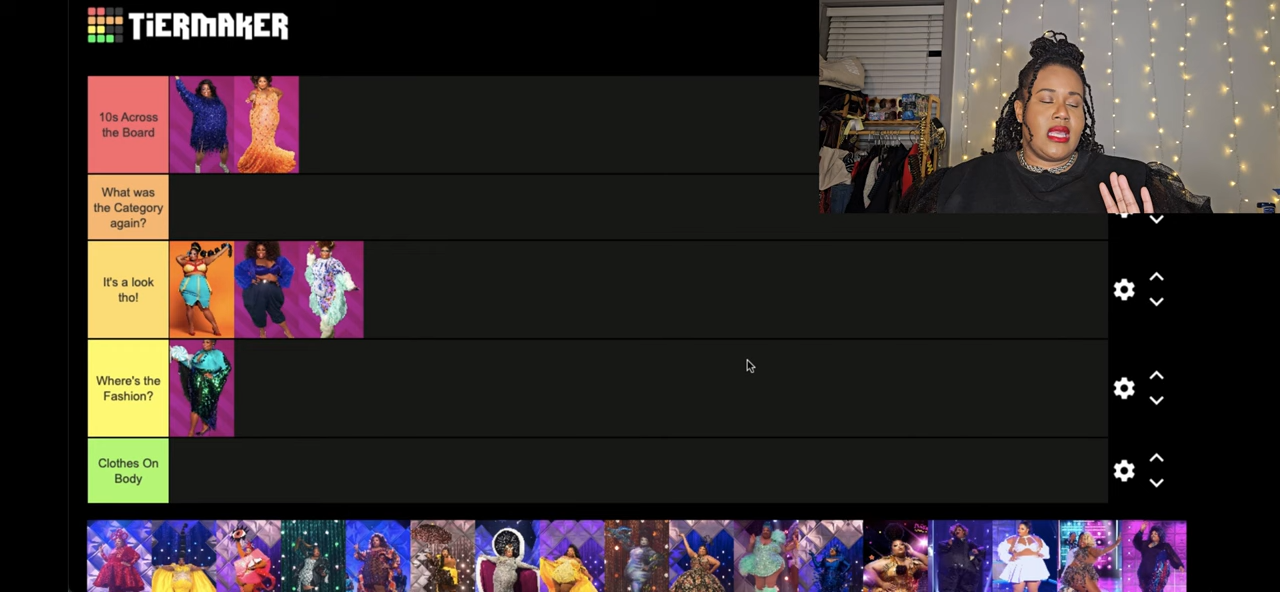 TiERMAKER
10s Across
the Board
What was
the Category
again?
It's a look
tho!
Where's the
Fashion?
Clothes On
Body